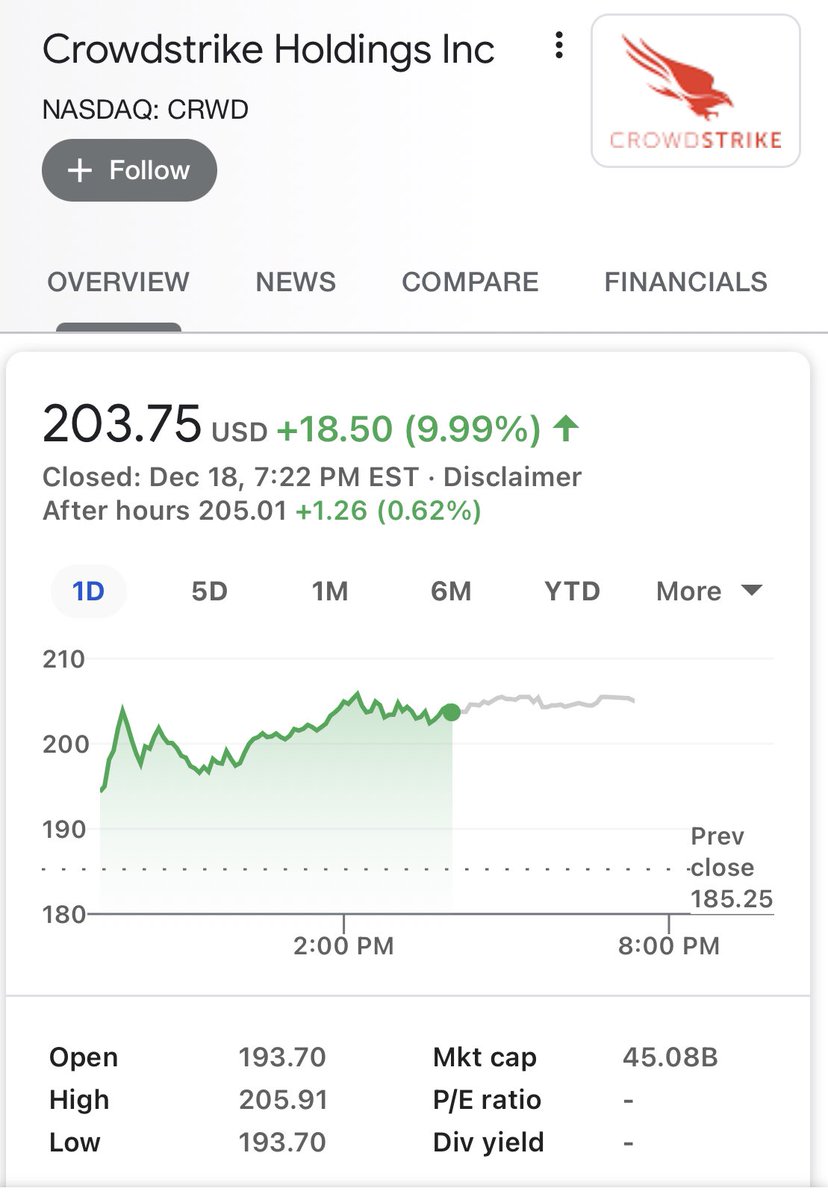 Crowdstrike Holdings Inc
NASDAQ: CRWD
+ Follow
CROWDSTRIKE
OVERVIEW NEWS COMPARE FINANCIALS
203.75 USD +18.50 (9.99%) ↑
Closed: Dec 18, 7:22 PM EST · Disclaimer
After hours 205.01 +1.26 (0.62%)
1D 5D 1M 6M YTD More
210
200
190
Prev
close
185.25
180
2:00 PM 8:00 PM
Open 193.70 Mkt cap 45.08B
High 205.91 P/E ratio -
Low 193.70 Div yield -